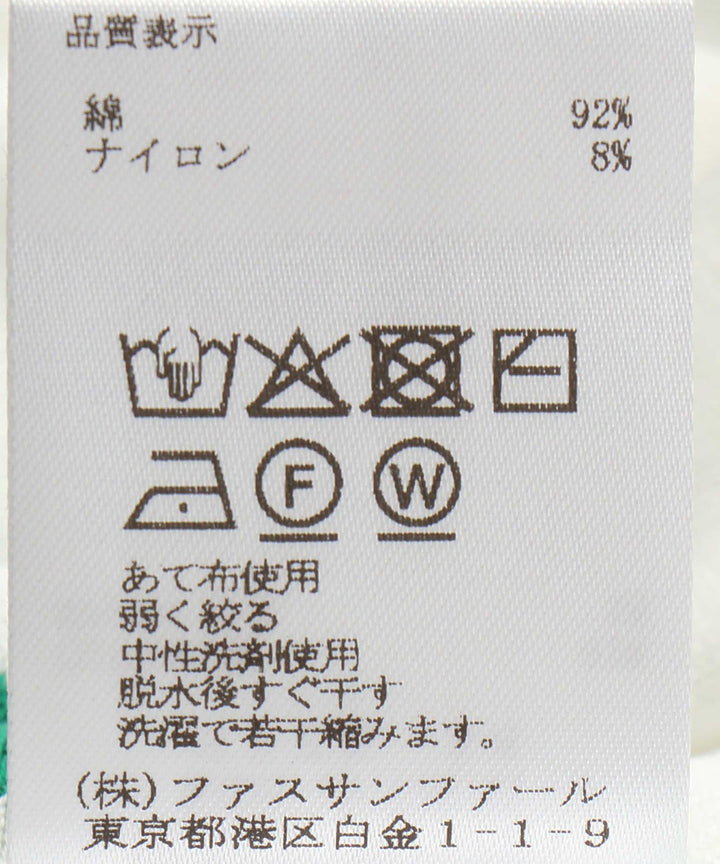 品質表示
綿 92%
ナイロン 8%
F W
あて布使用
弱く絞る
中性洗剤使用
脱水後すぐ干す
洗濯で若干縮みます。
(株)ファスサンファール
東京都港区白金1-1-9